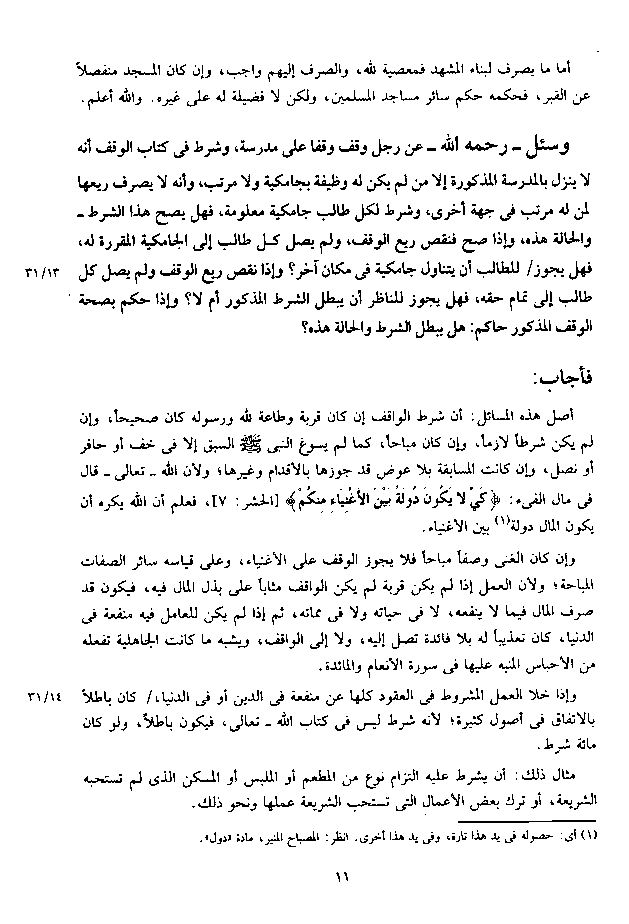 أما ما يصرف لبناء المشهد فمعصية لله، والصرف إليهم واجب، وإن كان المسجد منفصلاً
عن القبر، فحكمه حكم سائر مساجد المسلمين، ولكن لا فضيلة له على غيره. والله أعلم.
وسئل ـ رحمه الله ـ عن رجل وقف وقفا على مدرسة، وشرط فى كتاب الوقف أنه
لا ينزل بالمدرسة المذكورة إلا من لم يكن له وظيفة بجامكية ولا مرتب، وأنه لا يصرف ريعها
لمن له مرتب فى جهة أخرى، وشرط لكل طالب جامكية معلومة، فهل يصح هذا الشرط ـ
والحالة هذه، وإذا صح فنقص ريع الوقف، ولم يصل كل طالب إلى الجامكية المقررة له،
فهل يجوز/ للطالب أن يتناول جامكية فى مكان آخر؟ وإذا نقص ريع الوقف ولم يصل كل ٣١/١٣
طالب إلى تمام حقه، فهل يجوز للناظر أن يبطل الشرط المذكور أم لا؟ وإذا حكم بصحة
الوقف المذكور حاكم: هل يبطل الشرط والحالة هذه؟
فأجاب:
أصل هذه المسائل: أن شرط الواقف إن كان قربة وطاعة لله ورسوله كان صحيحاً، وإن
لم يكن شرطاً لازماً، وإن كان مباحاً، كما لم يسوغ النبى ﷺ السبق إلا فى خف أو حافر
أو نصل، وإن كانت المسابقة بلا عوض قد جوزها بالأقدام وغيرها؛ ولأن الله ـ تعالى ـ قال
فى مال الفىء: ﴿كَيْ لا يَكُونَ دُولَةً بَيْنَ الأَغْنِيَاءِ مِنكُمْ﴾ [الحشر: ٧]، فعلم أن الله يكره أن
يكون المال دولة(١) بين الأغنياء.
وإن كان الغنى وصفاً مباحاً فلا يجوز الوقف على الأغنياء، وعلى قياسه سائر الصفات
المباحة؛ ولأن العمل إذا لم يكن قربة لم يكن الواقف مثاباً على بذل المال فيه، فيكون قد
صرف المال فيما لا ينفعه، لا فى حياته ولا فى مماته، ثم إذا لم يكن للعامل فيه منفعة فى
الدنيا، كان تعذيباً له بلا فائدة تصل إليه، ولا إلى الواقف، ويشبه ما كانت الجاهلية تفعله
من الأحباس المنبه عليها فى سورة الأنعام والمائدة.
وإذا خلا العمل المشروط فى العقود كلها عن منفعة فى الدين أو فى الدنيا،/ كان باطلاً ٣١/١٤
بالاتفاق فى أصول كثيرة؛ لأنه شرط ليس فى كتاب الله ـ تعالى، فيكون باطلاً، ولو كان
مائة شرط.
مثال ذلك: أن يشرط عليه التزام نوع من المطعم أو الملبس أو المسكن الذى لم تستحبه
الشريعة، أو ترك بعض الأعمال التى تستحب الشريعة عملها ونحو ذلك.
(١) أى: حصوله فى يد هذا تارة، وفى يد هذا أخرى. انظر: المصباح المنير، مادة «دول».
١١